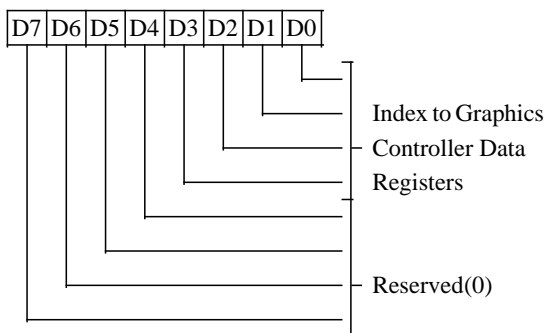 D7 D6 D5 D4 D3 D2 D1 D0
Index to Graphics
Controller Data
Registers
Reserved(0)